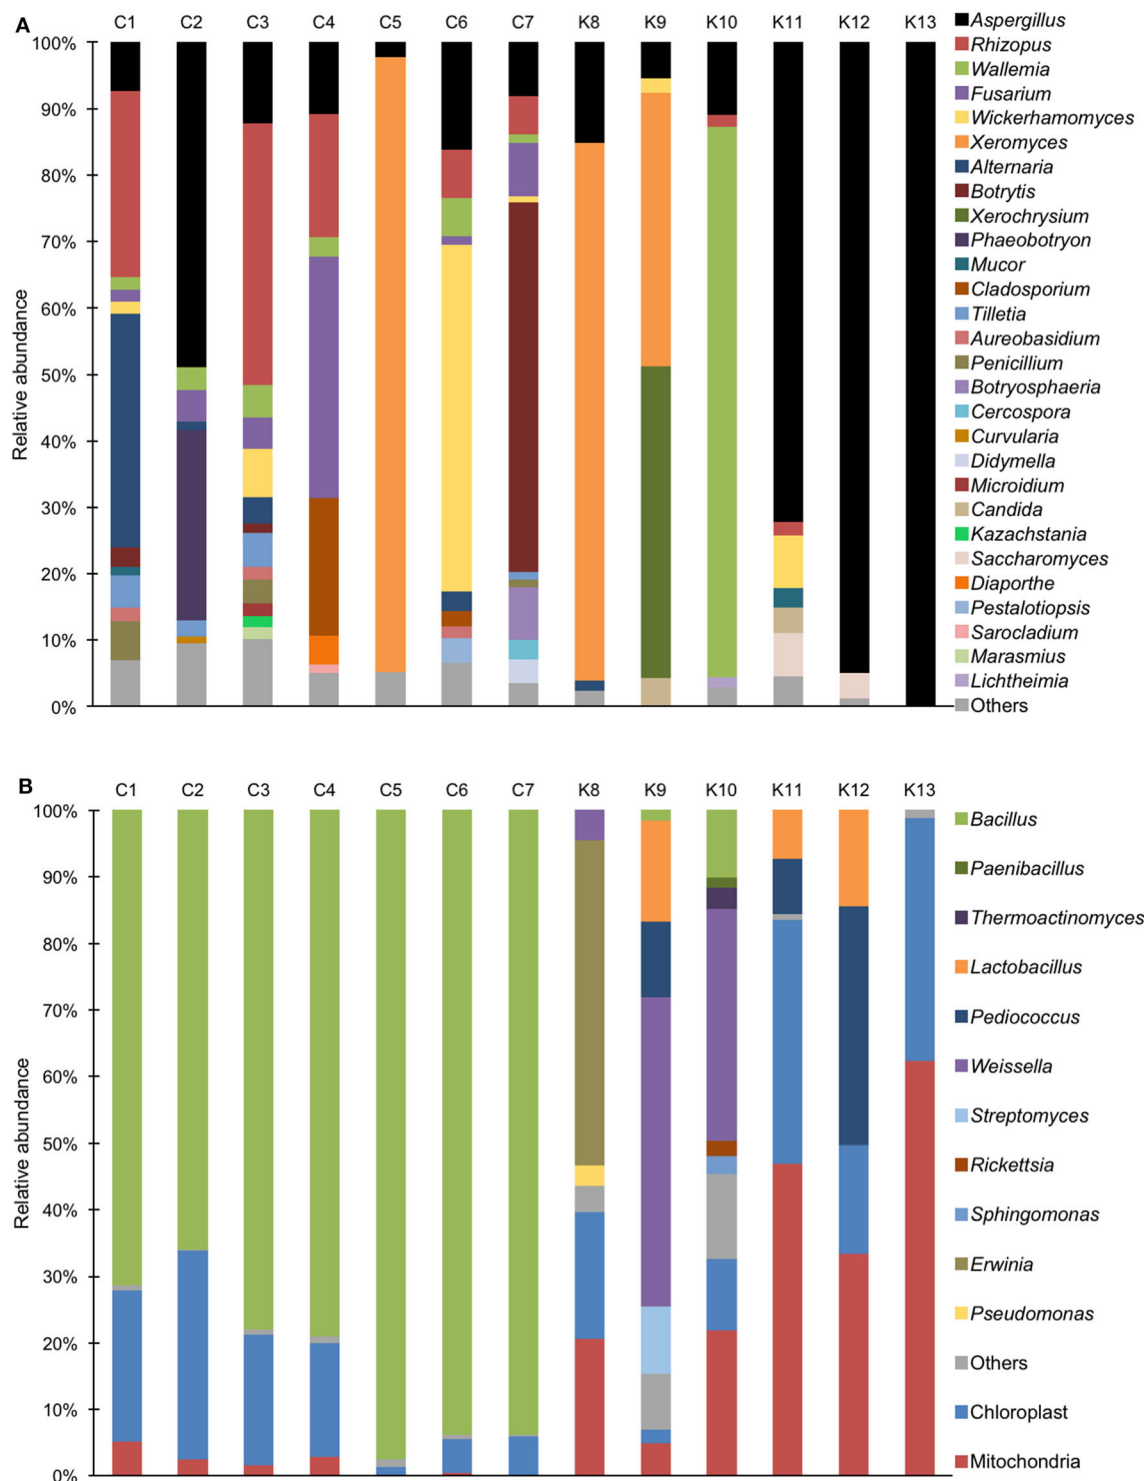 A
C1 C2 C3 C4 C5 C6 C7 K8 K9 K10 K11 K12 K13
100%
90%
80%
70%
60%
50%
40%
30%
20%
10%
0%
Relative abundance
Aspergillus
Rhizopus
Wallemia
Fusarium
Wickerhamomyces
Xeromyces
Alternaria
Botrytis
Xerochrysium
Phaeobotryon
Mucor
Cladosporium
Tilletia
Aureobasidium
Penicillium
Botryosphaeria
Cercospora
Curvularia
Didymella
Microidium
Candida
Kazachstania
Saccharomyces
Diaporthe
Pestalotiopsis
Sarocladium
Marasmius
Lichtheimia
Others
B
C1 C2 C3 C4 C5 C6 C7 K8 K9 K10 K11 K12 K13
100%
90%
80%
70%
60%
50%
40%
30%
20%
10%
0%
Relative abundance
Bacillus
Paenibacillus
Thermoactinomyces
Lactobacillus
Pediococcus
Weissella
Streptomyces
Rickettsia
Sphingomonas
Erwinia
Pseudomonas
Others
Chloroplast
Mitochondria